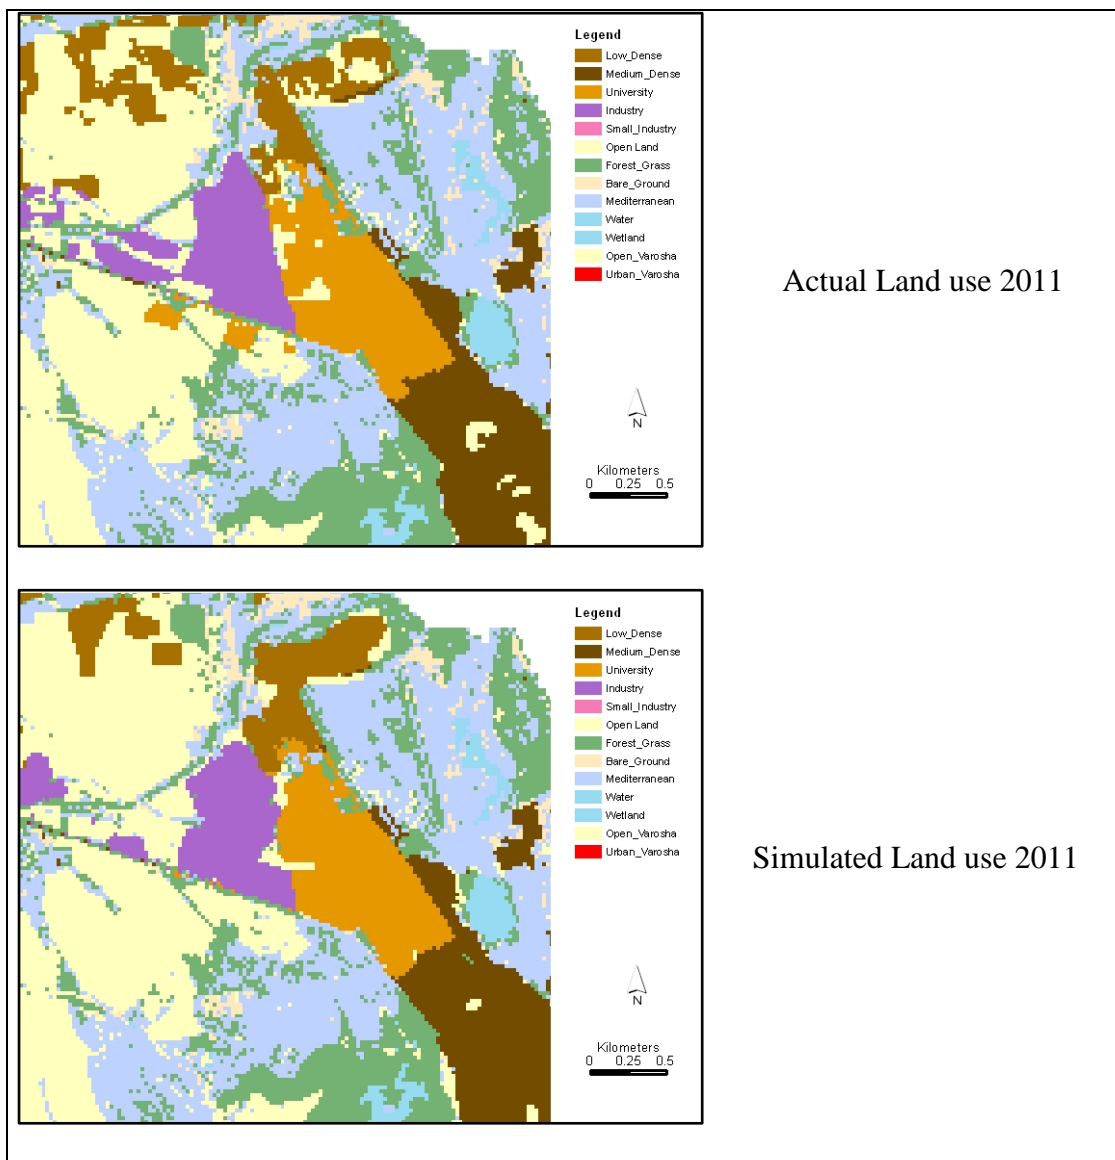 Legend
Low_Dense
Medium_Dense
University
Industry
Small_Industry
Open Land
Forest_Grass
Bare_Ground
Mediterranean
Water
Wetland
Open_Varosha
Urban_Varosha
N
Kilometers
0 0.25 0.5
Actual Land use 2011
Legend
Low_Dense
Medium_Dense
University
Industry
Small_Industry
Open Land
Forest_Grass
Bare_Ground
Mediterranean
Water
Wetland
Open_Varosha
Urban_Varosha
N
Kilometers
0 0.25 0.5
Simulated Land use 2011